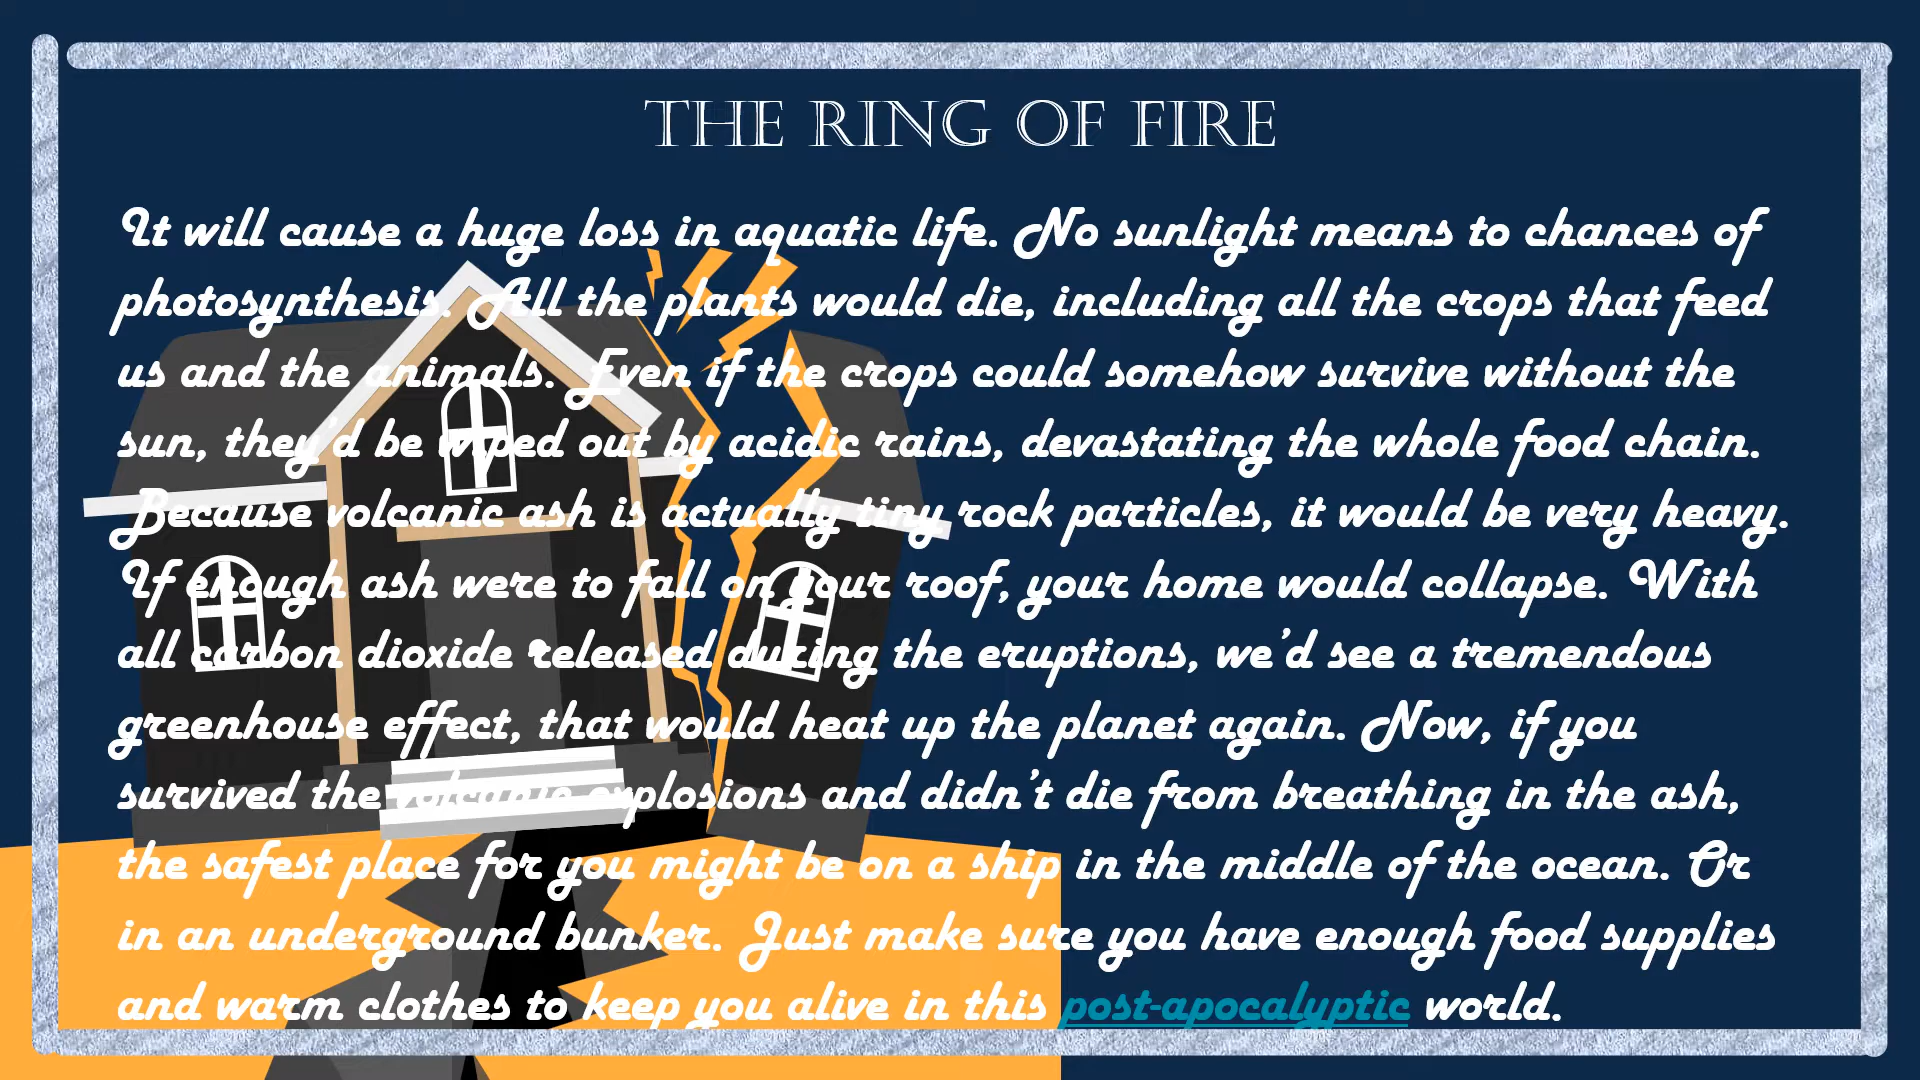 THE RING OF FIRE
It will cause a huge loss in aquatic life. No sunlight means to chances of
photosynthesis. All the plants would die, including all the crops that feed
us and the animals. Even if the crops could somehow survive without the
sun, they'd be wiped out by acidic rains, devastating the whole food chain.
Because volcanic ash is actually tiny rock particles, it would be very heavy.
If enough ash were to fall on your roof, your home would collapse. With
all carbon dioxide released during the eruptions, we'd see a tremendous
greenhouse effect, that would heat up the planet again. Now, if you
survived the volcanic explosions and didn't die from breathing in the ash,
the safest place for you might be on a ship in the middle of the ocean. Or
in an underground bunker. Just make sure you have enough food supplies
and warm clothes to keep you alive in this post-apocalyptic world.